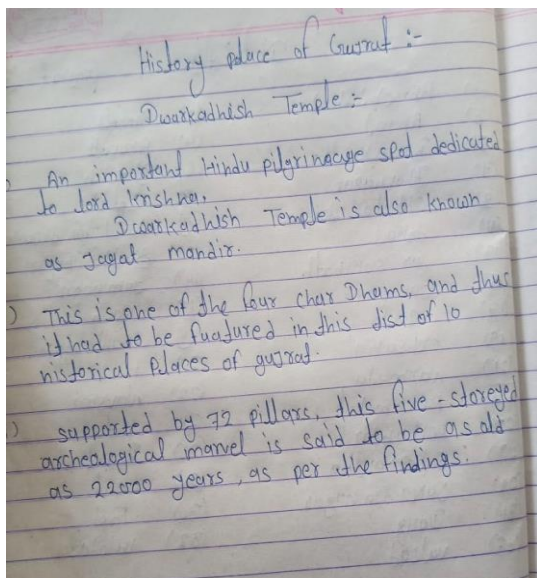 History place of Gujrat :-
Dwarkadhish Temple :-
) An important Hindu pilgrinacuge spot dedicated
to lord krishna,
Dwarkadhish Temple is also known
as Jagat mandir.
) This is one of the four char Dhams, and thus
it had to be fuatured in this list of 10
historical places of gujrat.
) supported by 72 pillars, this five-storeyed
archealogical marvel is said to be as old
as 22000 years, as per the findings.